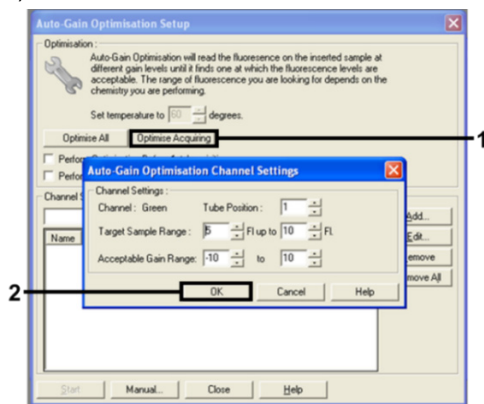 Auto-Gain Optimisation Setup
Optimisation :
Auto-Gain Optimisation will read the fluoresence on the inserted sample at
different gain levels until it finds one at which the fluorescence levels are
acceptable. The range of fluorescence you are looking for depends on the
chemistry you are performing.
Set temperature to 60 degrees.
Optimise All Optimise Acquiring 1
Auto-Gain Optimisation Channel Settings
Channel Settings :
Channel : Green Tube Position : 1
Target Sample Range : 5 Fl up to 10 Fl.
Acceptable Gain Range: -10 to 10
2 OK Cancel Help
Name
Add...
Edit...
emove
move All
Start Manual... Close Help